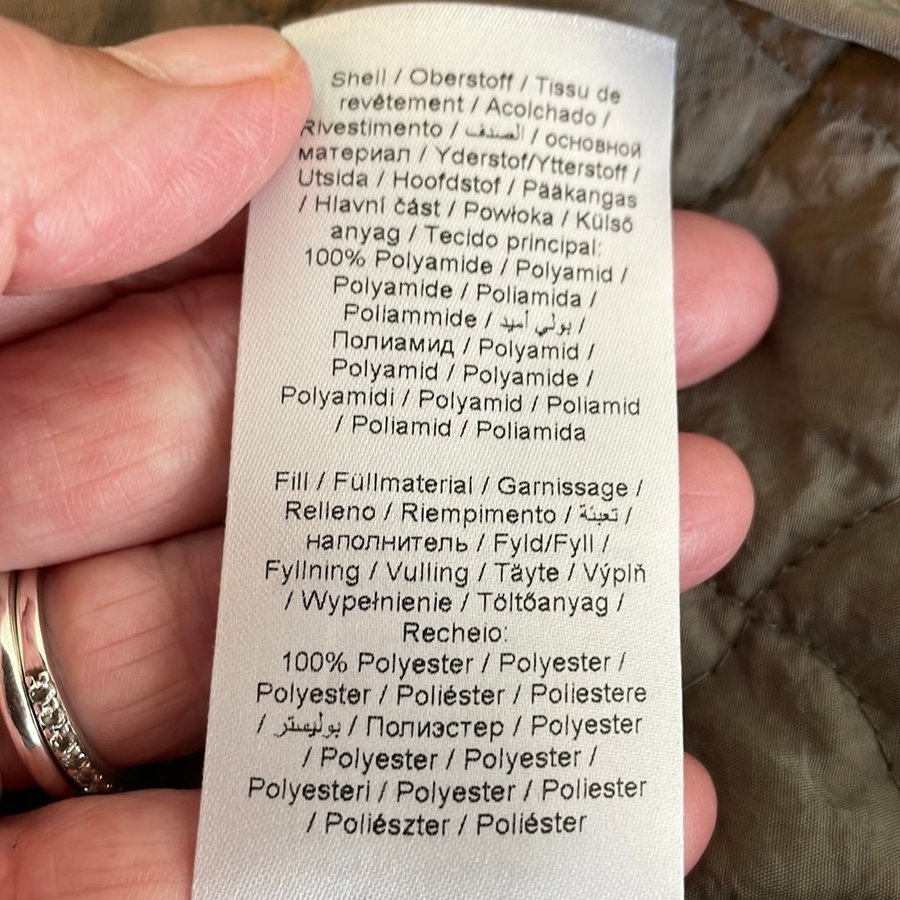 Shell / Oberstoff / Tissu de
revêtement / Acolchado /
Rivestimento / الصدف / основной
материал / Yderstof/Ytterstoff /
Utsida / Hoofdstof / Pääkangas
/ Hlavní část / Powłoka / Külső
anyag / Tecido principal:
100% Polyamide / Polyamid /
Polyamide / Poliamida /
Poliammide / بولي أميد /
Полиамид / Polyamid /
Polyamid / Polyamide /
Polyamidi / Polyamid / Poliamid
/ Poliamid / Poliamida
Fill / Füllmaterial / Garnissage /
Relleno / Riempimento / تعبئة /
наполнитель / Fyld/Fyll /
Fyllning / Vulling / Täyte / Výplň
/ Wypełnienie / Töltőanyag /
Recheio:
100% Polyester / Polyester /
Polyester / Poliéster / Poliestere
/ بوليستر / Полиэстер / Polyester
/ Polyester / Polyester /
Polyesteri / Polyester / Poliester
/ Poliészter / Poliéster